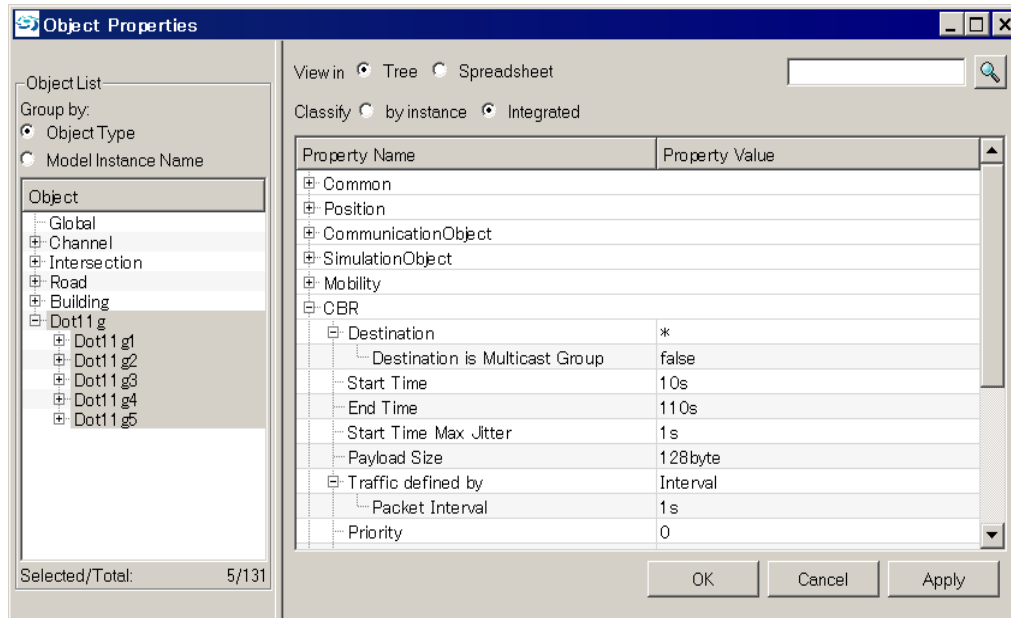 Object Properties
Object List
Group by:
Object Type
Model Instance Name
Object
Global
Channel
Intersection
Road
Building
Dot11g
Dot11g1
Dot11g2
Dot11g3
Dot11g4
Dot11g5
Selected/Total: 5/131
View in Tree Spreadsheet
Classify by instance Integrated
Property Name Property Value
Common
Position
CommunicationObject
SimulationObject
Mobility
CBR
Destination *
Destination is Multicast Group false
Start Time 10s
End Time 110s
Start Time Max Jitter 1s
Payload Size 128byte
Traffic defined by Interval
Packet Interval 1s
Priority 0
OK Cancel Apply